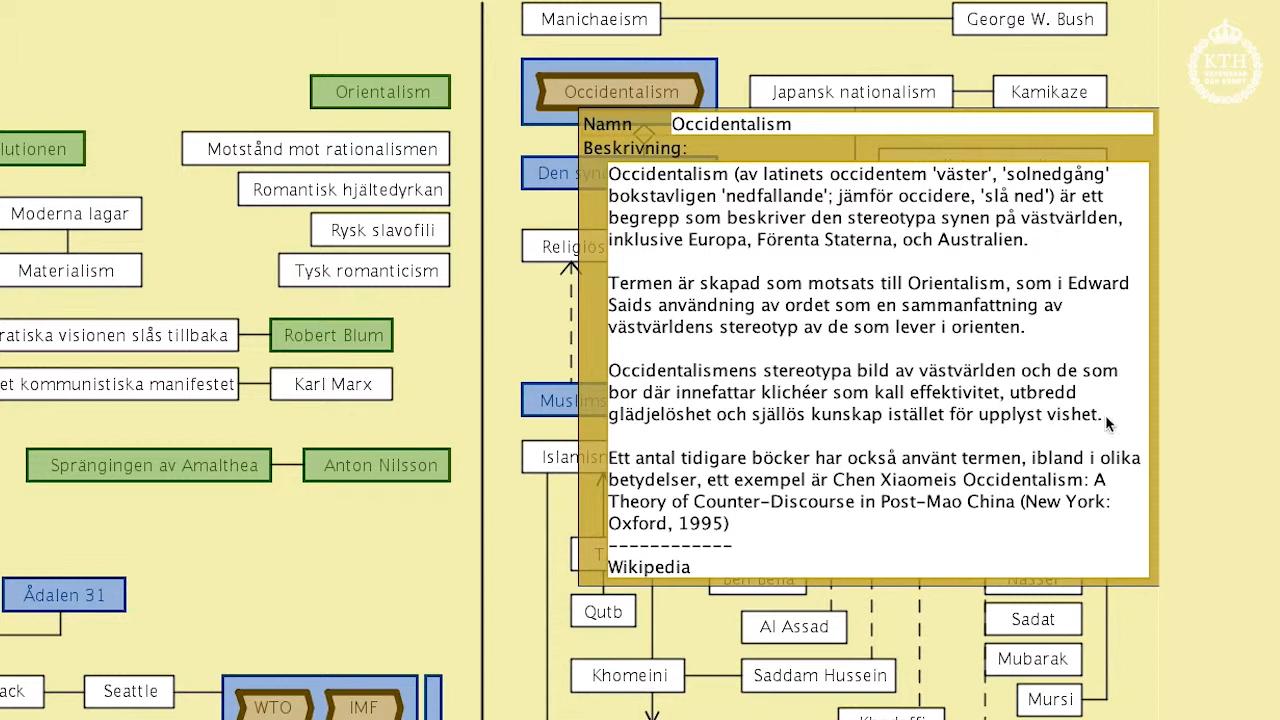 Manichaeism
George W. Bush
KTH
Orientalism
Occidentalism
Japansk nationalism
Kamikaze
Namn
Occidentalism
lutionen
Motstånd mot rationalismen
Beskrivning:
Den syn
Romantisk hjältedyrkan
Moderna lagar
Rysk slavofili
Materialism
Tysk romanticism
Religiös
Occidentalism (av latinets occidentem 'väster', 'solnedgång'
bokstavligen 'nedfallande'; jämför occidere, 'slå ned') är ett
begrepp som beskriver den stereotypa synen på västvärlden,
inklusive Europa, Förenta Staterna, och Australien.
Termen är skapad som motsats till Orientalism, som i Edward
Saids användning av ordet som en sammanfattning av
västvärldens stereotyp av de som lever i orienten.
Occidentalismens stereotypa bild av västvärlden och de som
bor där innefattar klichéer som kall effektivitet, utbredd
glädjelöshet och själlös kunskap istället för upplyst vishet.
Ett antal tidigare böcker har också använt termen, ibland i olika
betydelser, ett exempel är Chen Xiaomeis Occidentalism: A
Theory of Counter-Discourse in Post-Mao China (New York:
Oxford, 1995)
------------
Wikipedia
ratiska visionen slås tillbaka
Robert Blum
et kommunistiska manifestet
Karl Marx
Musli
Sprängingen av Amalthea
Anton Nilsson
Islamism
T
Ådalen 31
Qutb
Al Assad
Sadat
Mubarak
Khomeini
Saddam Hussein
Mursi
ack
Seattle
WTO
IMF